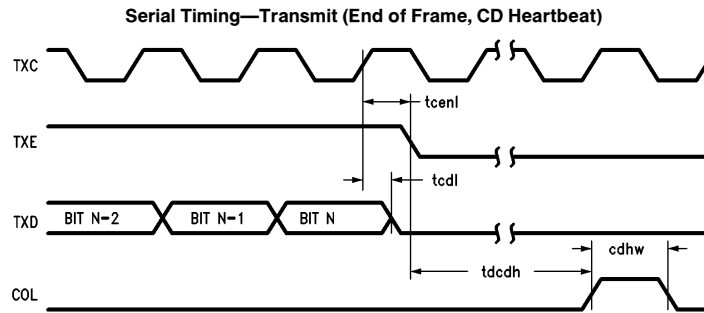 Serial Timing—Transmit (End of Frame, CD Heartbeat)
TXC
tcenl
TXE
tcdl
TXD BIT N-2 BIT N-1 BIT N
cdhw
tdcdh
COL